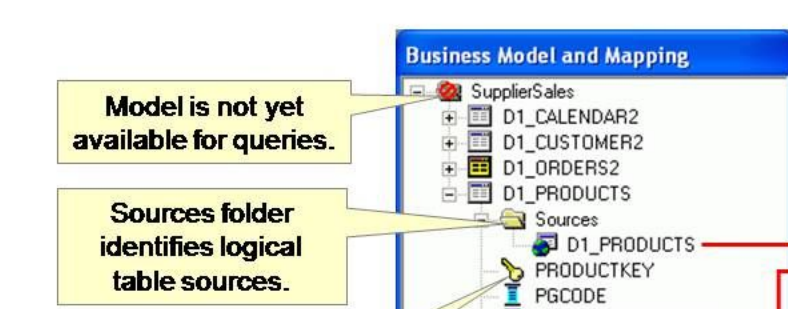 Business Model and Mapping
Model is not yet
available for queries.
SupplierSales
D1_CALENDAR2
D1_CUSTOMER2
D1_ORDERS2
D1_PRODUCTS
Sources folder
identifies logical
table sources.
Sources
D1_PRODUCTS
PRODUCTKEY
PGCODE